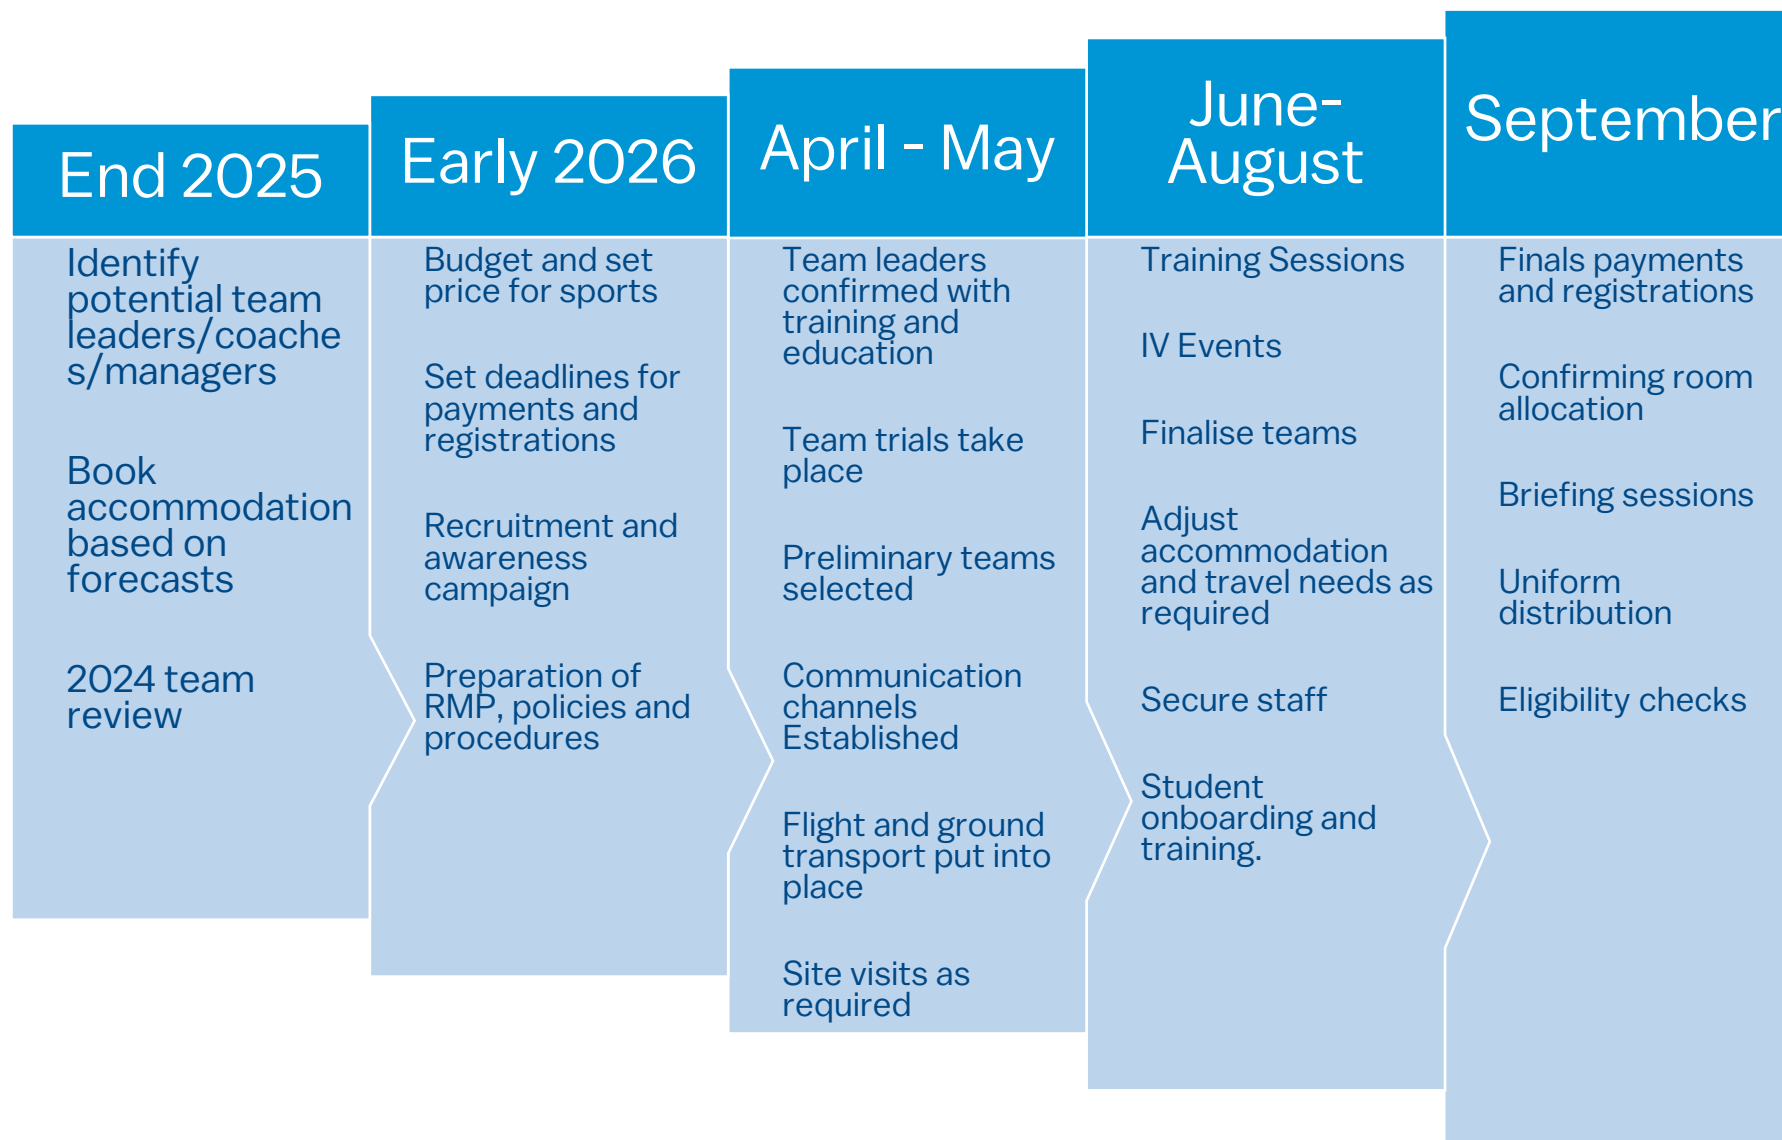 End 2025
Identify
potential team
leaders/coache
s/managers
Book
accommodation
based on
forecasts
2024 team
review
Early 2026
Budget and set
price for sports
Set deadlines for
payments and
registrations
Recruitment and
awareness
campaign
Preparation of
RMP, policies and
procedures
April - May
Team leaders
confirmed with
training and
education
Team trials take
place
Preliminary teams
selected
Communication
channels
Established
Flight and ground
transport put into
place
Site visits as
required
June-
August
Training Sessions
IV Events
Finalise teams
Adjust
accommodation
and travel needs as
required
Secure staff
Student
onboarding and
training.
September
Finals payments
and registrations
Confirming room
allocation
Briefing sessions
Uniform
distribution
Eligibility checks